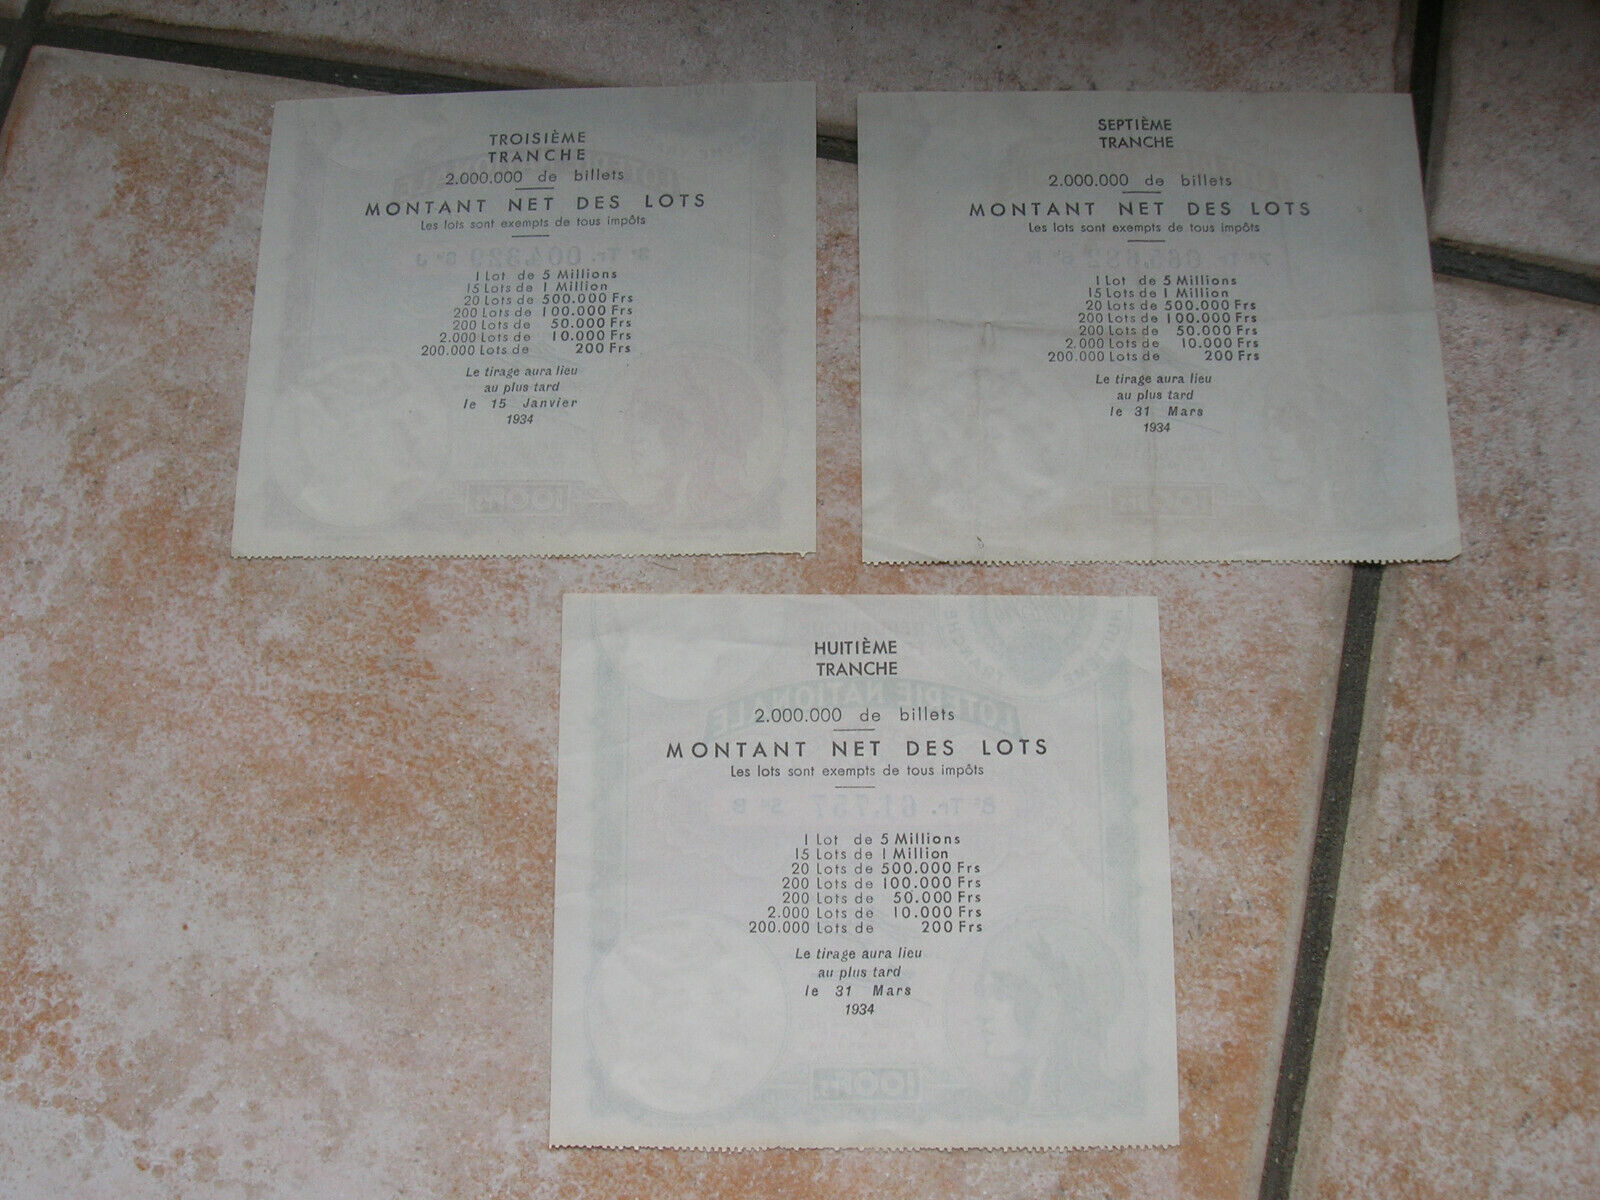 TROISIÈME
TRANCHE
2.000.000 de billets
MONTANT NET DES LOTS
Les lots sont exempts de tous impôts
1 Lot de 5 Millions
15 Lots de 1 Million
20 Lots de 500.000 Frs
200 Lots de 100.000 Frs
200 Lots de 50.000 Frs
2.000 Lots de 10.000 Frs
200.000 Lots de 200 Frs
Le tirage aura lieu
au plus tard
le 15 Janvier
1934
SEPTIÈME
TRANCHE
2.000.000 de billets
MONTANT NET DES LOTS
Les lots sont exempts de tous impôts
1 Lot de 5 Millions
15 Lots de 1 Million
20 Lots de 500.000 Frs
200 Lots de 100.000 Frs
200 Lots de 50.000 Frs
2.000 Lots de 10.000 Frs
200.000 Lots de 200 Frs
Le tirage aura lieu
au plus tard
le 31 Mars
1934
HUITIÈME
TRANCHE
2.000.000 de billets
MONTANT NET DES LOTS
Les lots sont exempts de tous impôts
1 Lot de 5 Millions
15 Lots de 1 Million
20 Lots de 500.000 Frs
200 Lots de 100.000 Frs
200 Lots de 50.000 Frs
2.000 Lots de 10.000 Frs
200.000 Lots de 200 Frs
Le tirage aura lieu
au plus tard
le 31 Mars
1934